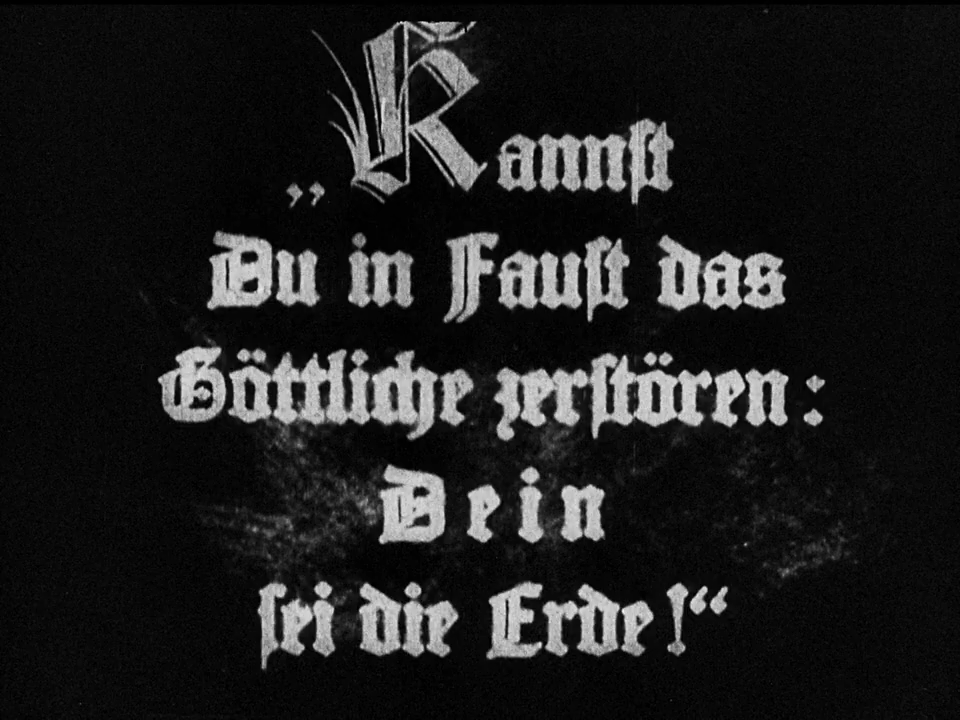 „Kannſt
Du in Fauſt das
Göttliche zerſtören:
Dein
ſei die Erde!“